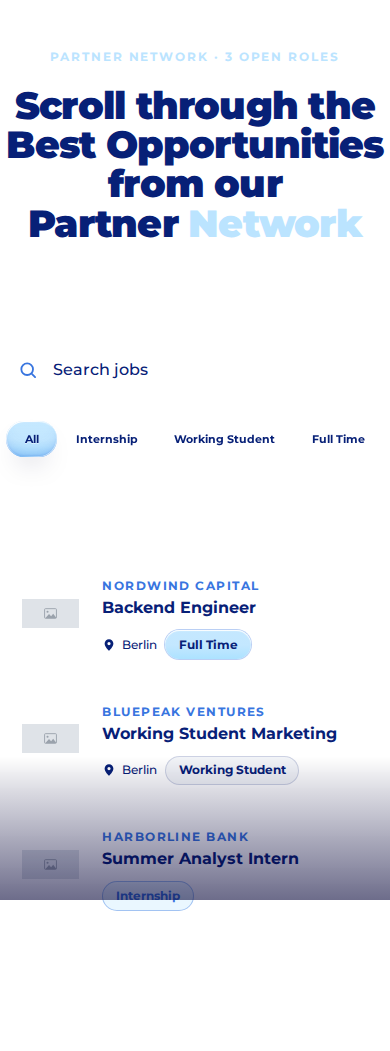 PARTNER NETWORK · 3 OPEN ROLES
Scroll through the
Best Opportunities
from our
Partner Network
Search jobs
All Internship Working Student Full Time
NORDWIND CAPITAL
Backend Engineer
Berlin Full Time
BLUEPEAK VENTURES
Working Student Marketing
Berlin Working Student
HARBORLINE BANK
Summer Analyst Intern
Internship